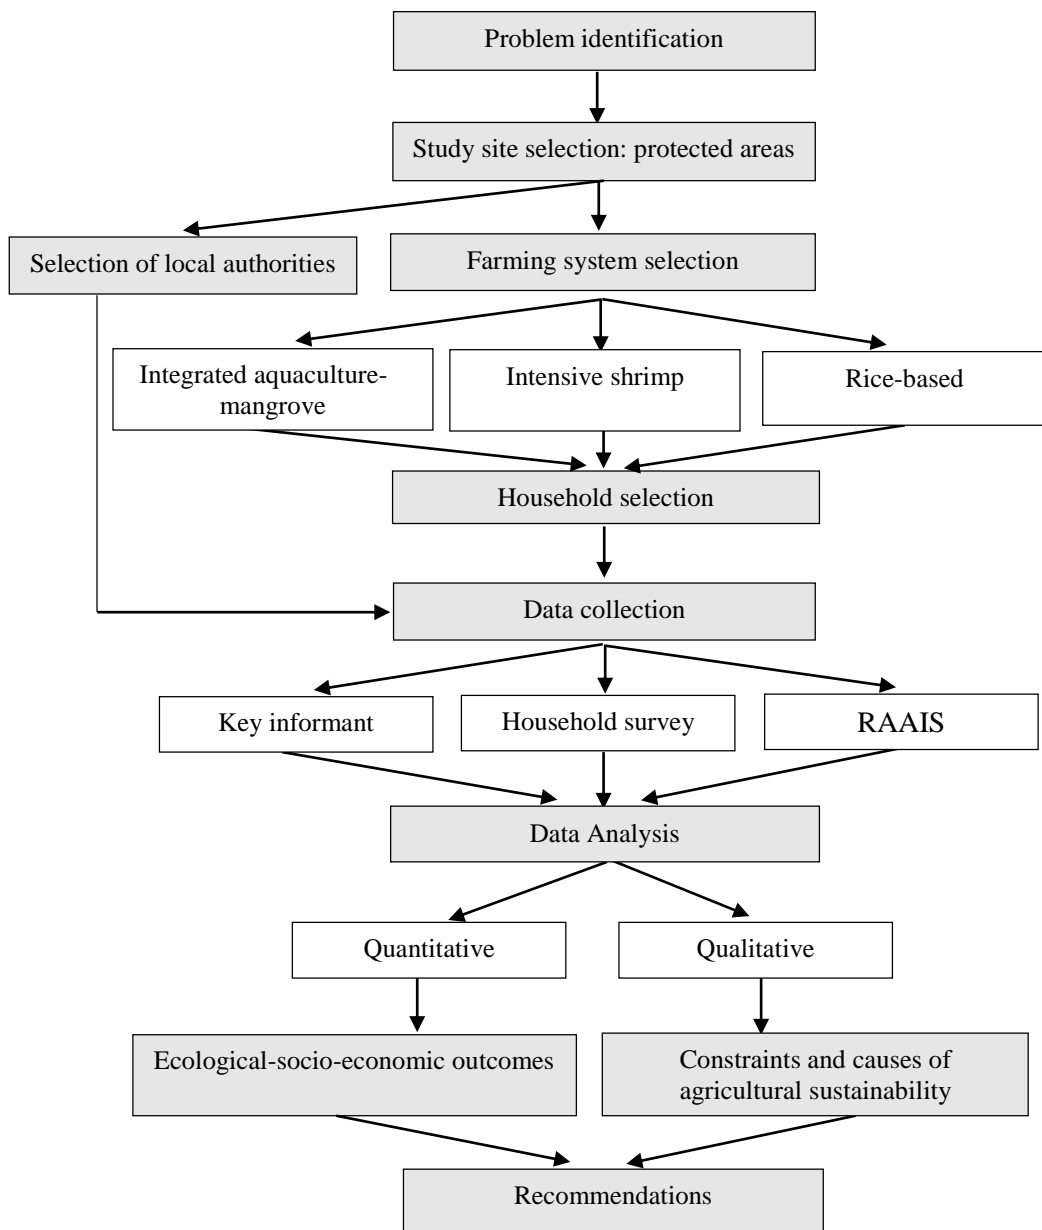 Problem identification
Study site selection: protected areas
Selection of local authorities
Farming system selection
Integrated aquaculture-
mangrove
Intensive shrimp
Rice-based
Household selection
Data collection
Key informant
Household survey
RAAIS
Data Analysis
Quantitative
Qualitative
Ecological-socio-economic outcomes
Constraints and causes of
agricultural sustainability
Recommendations